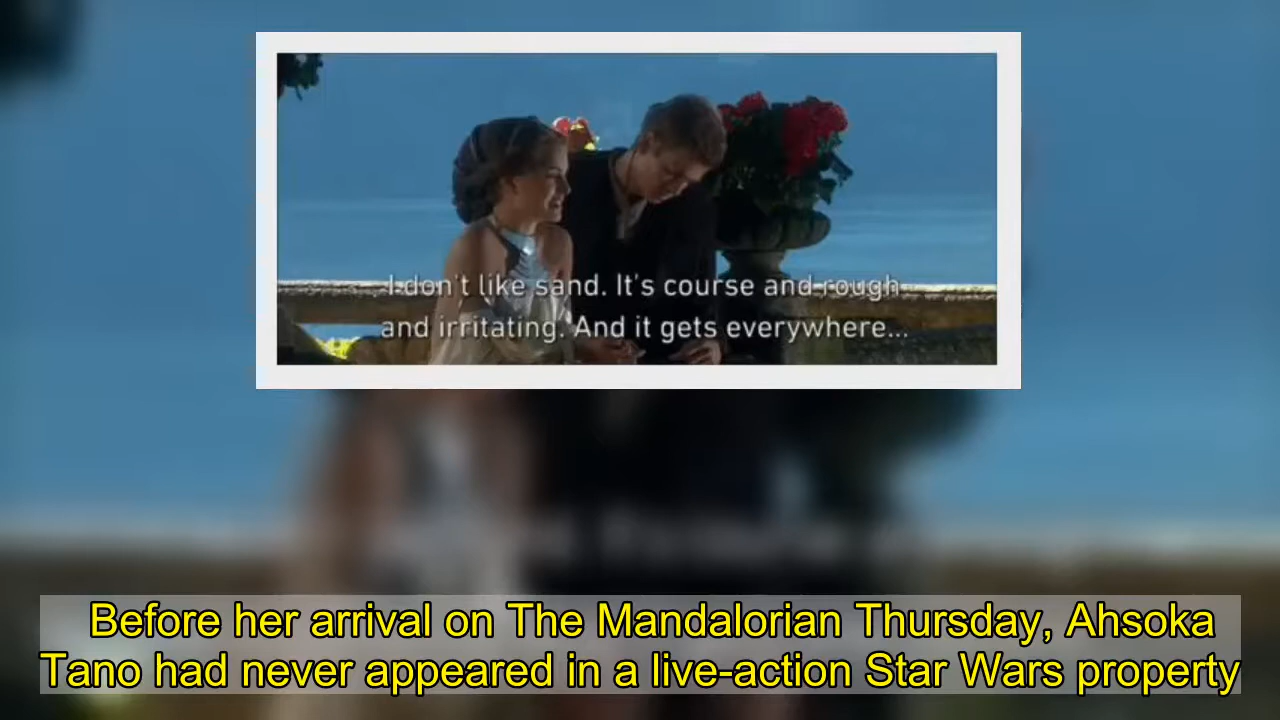 I don't like sand. It's course and rough
and irritating. And it gets everywhere...
Before her arrival on The Mandalorian Thursday, Ahsoka
Tano had never appeared in a live-action Star Wars property